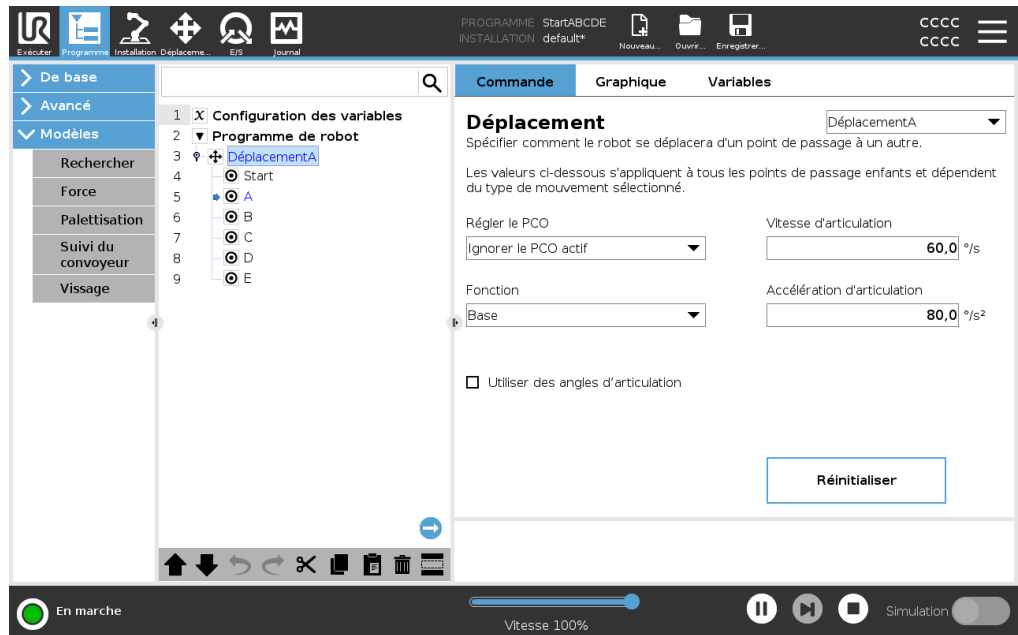 UR
PROGRAMME StartABCDE
INSTALLATION default*
CCCC
CCCC
Exécuter Programme Installation Déplaceme... E/S Journal
Nouveau... Ouvrir... Enregistrer...
De base
Avancé
Modèles
Rechercher
Force
Palettisation
Suivi du
convoyeur
Vissage
1 X Configuration des variables
2 ▼ Programme de robot
3 DéplacementA
4 Start
5 A
6 B
7 C
8 D
9 E
Commande Graphique Variables
Déplacement
DéplacementA
Spécifier comment le robot se déplacera d'un point de passage à un autre.
Les valeurs ci-dessous s'appliquent à tous les points de passage enfants et dépendent
du type de mouvement sélectionné.
Régler le PCO
Vitesse d'articulation
Ignorer le PCO actif
60,0 °/s
Fonction
Accélération d'articulation
Base
80,0 °/s²
Utiliser des angles d'articulation
Réinitialiser
En marche
Vitesse 100%
Simulation